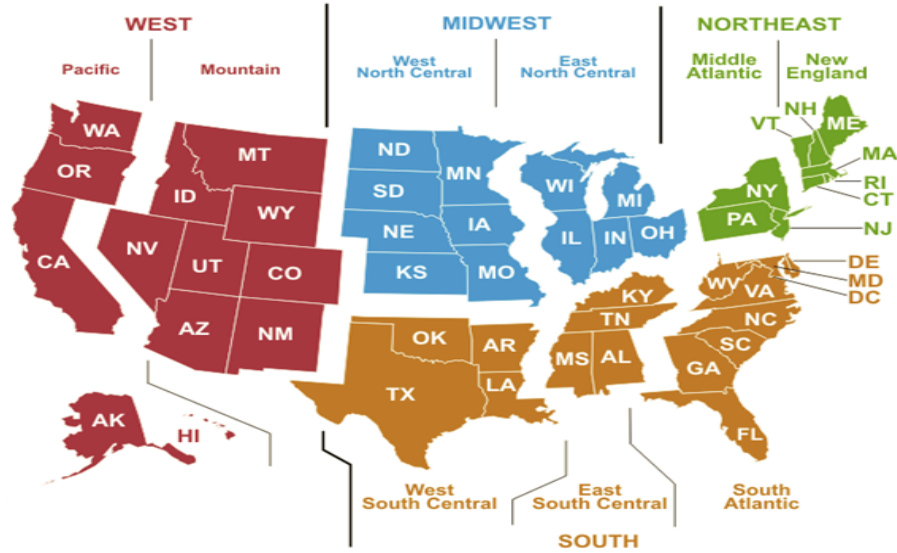 WEST
MIDWEST
NORTHEAST
Pacific
Mountain
West
North Central
East
North Central
Middle
Atlantic
New
England
WA
OR
CA
NV
ID
MT
WY
UT
CO
AZ
NM
AK
HI
ND
SD
NE
KS
MN
IA
MO
WI
MI
IL
IN
OH
NY
PA
VT
NH
ME
MA
RI
CT
NJ
OK
TX
AR
LA
KY
TN
MS
AL
WV
VA
NC
SC
GA
FL
DE
MD
DC
West
South Central
East
South Central
South
Atlantic
SOUTH